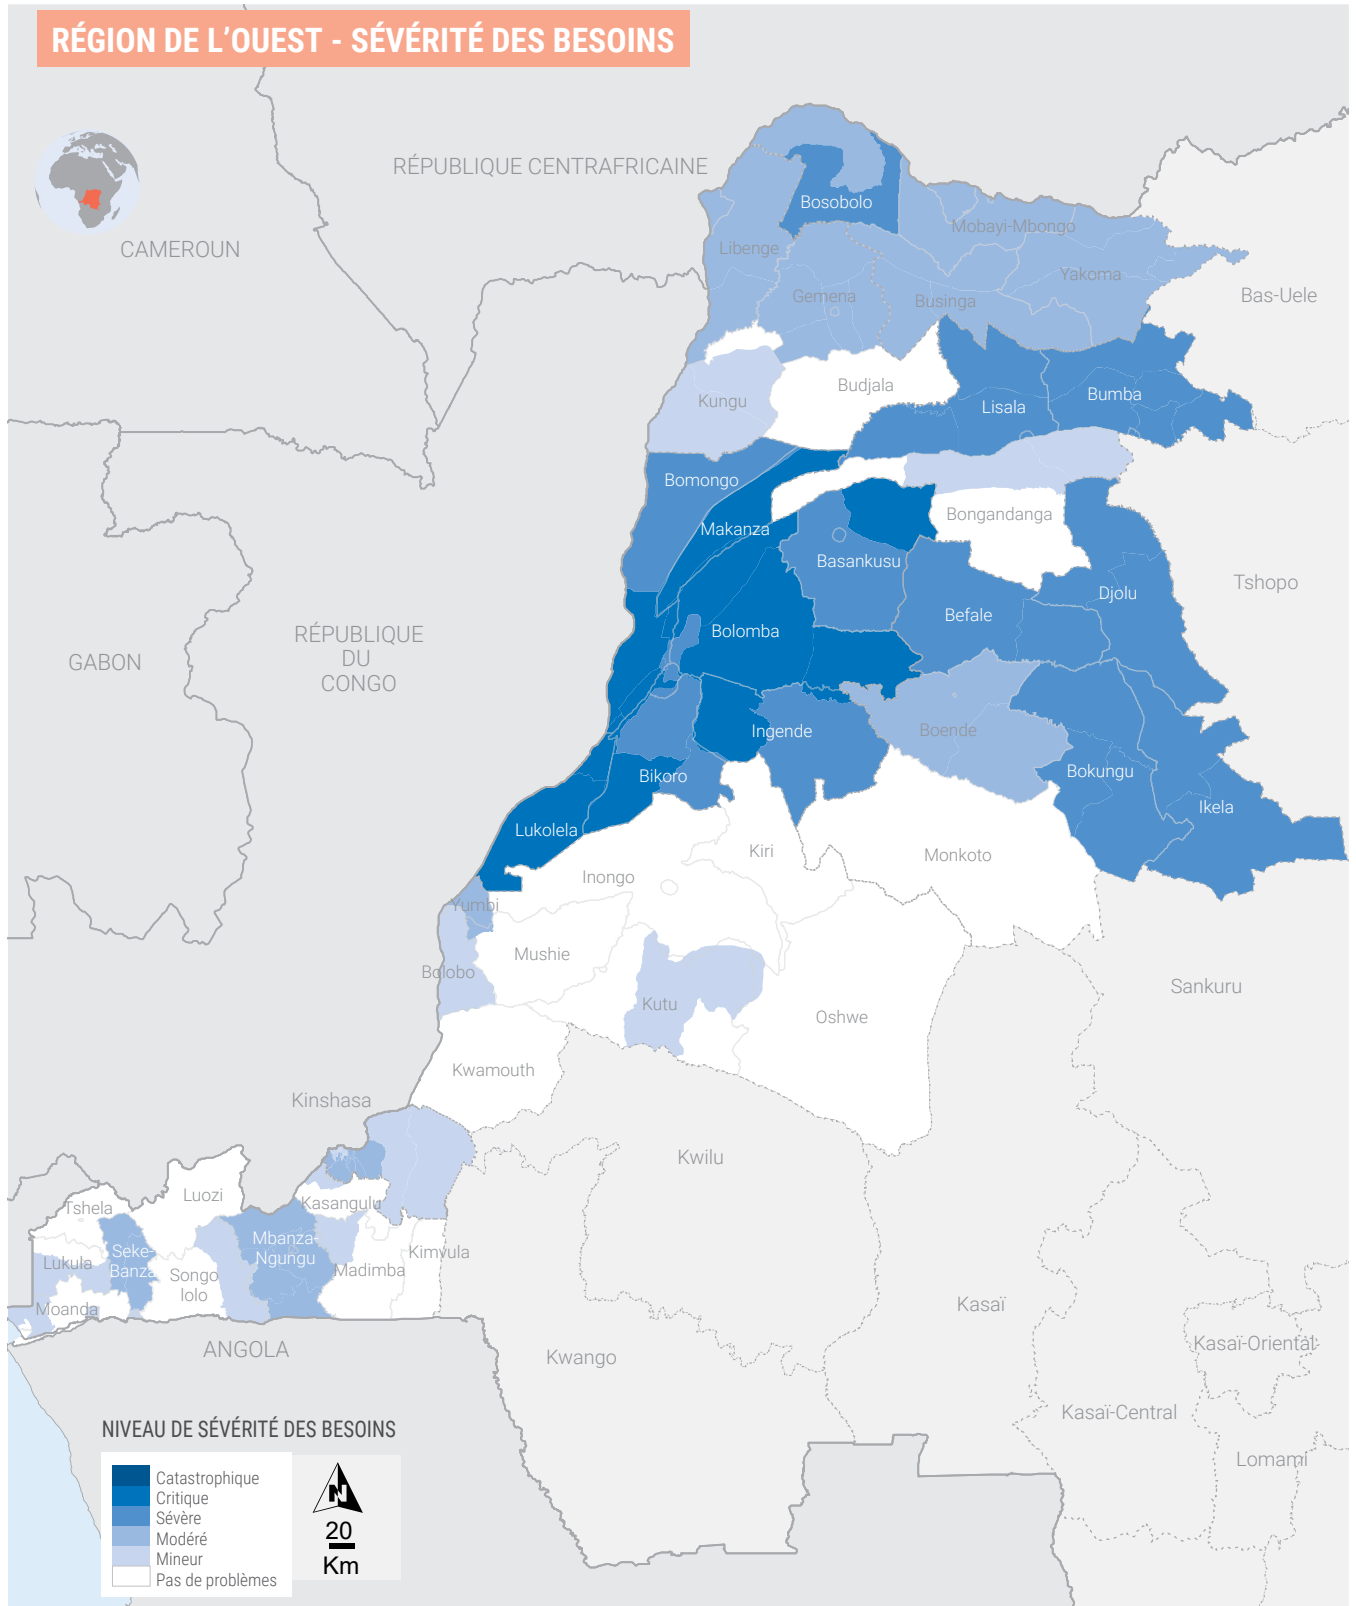 RÉGION DE L'OUEST - SÉVÉRITÉ DES BESOINS
RÉPUBLIQUE CENTRAFRICAINE
CAMEROUN
Bosobolo
Mobayi-Mbongo
Libenge
Yakoma
Gemena
Businga
Bas-Uele
Budjala
Kungu
Lisala
Bumba
Bomongo
Bongandanga
Makanza
Basankusu
Tshopo
Djolu
Befale
RÉPUBLIQUE
DU
CONGO
GABON
Bolomba
Ingende
Boende
Bikoro
Bokungu
Ikela
Lukolela
Kiri
Monkoto
Inongo
Yumbi
Mushie
Bolobo
Kutu
Oshwe
Sankuru
Kwamouth
Kinshasa
Kwilu
Luozi
Tshela
Kasangulu
Mbanza-
Ngungu
Seke-
Banza
Kimvula
Lukula
Madimba
Songo
lolo
Moanda
Kasaï
ANGOLA
Kwango
Kasaï-Oriental
Kasaï-Central
Lomami
NIVEAU DE SÉVÉRITÉ DES BESOINS
Catastrophique
Critique
Sévère
Modéré
Mineur
Pas de problèmes
N
20
Km